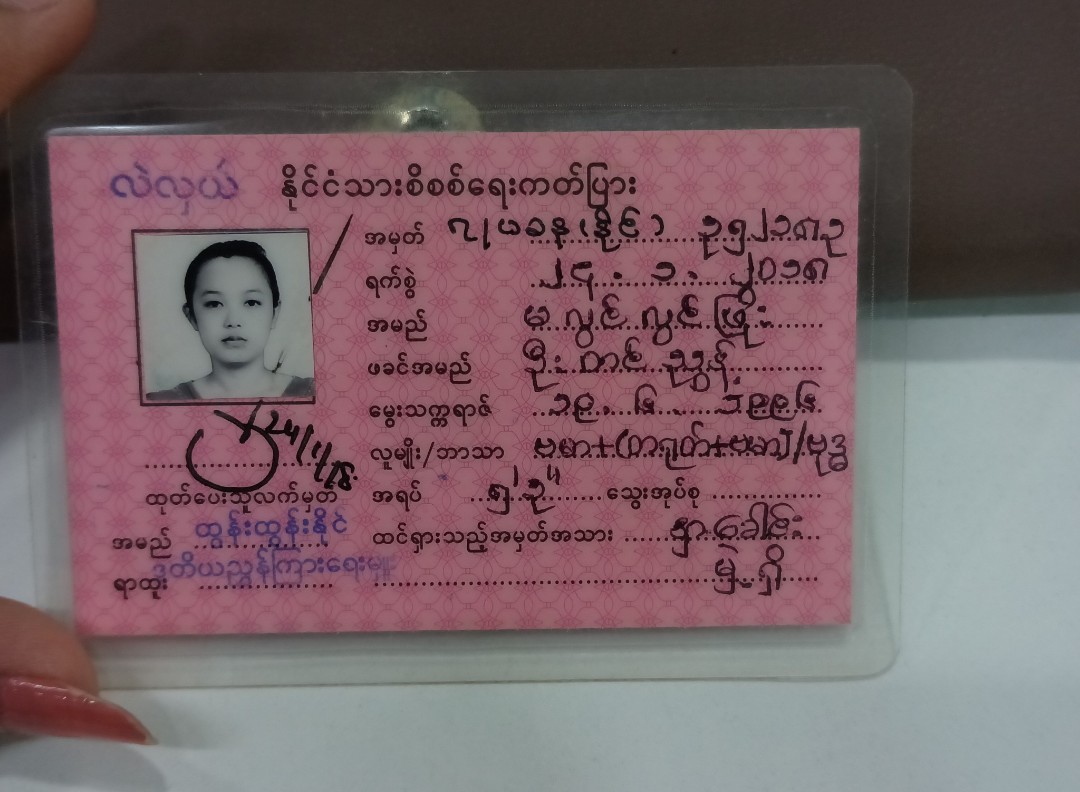 လဲလှယ် နိုင်ငံသားစိစစ်ရေးကတ်ပြား
အမှတ် ၇/ဖခန(နိုင်) ၃၅၂၁၈၃
ရက်စွဲ ၂၄.၁.၂၀၁၈
အမည် မလွင်လွင်ဖြိုး
ဖခင်အမည် ဦးတင်ညွန့်
မွေးသက္ကရာဇ် ၁၉.၆.၁၉၉၆
လူမျိုး/ဘာသာ ဗမာ+(တရုတ်+ဗမာ)/ဗုဒ္ဓ
24/1/18.
ထုတ်ပေးသူလက်မှတ် အရပ် ၅'၃" သွေးအုပ်စု
အမည် ထွန်းထွန်းနိုင် ထင်ရှားသည့်အမှတ်အသား နှာခေါင်း
ရာထူး ဒုတိယညွှန်ကြားရေးမှူး မှဲ့ရှိ